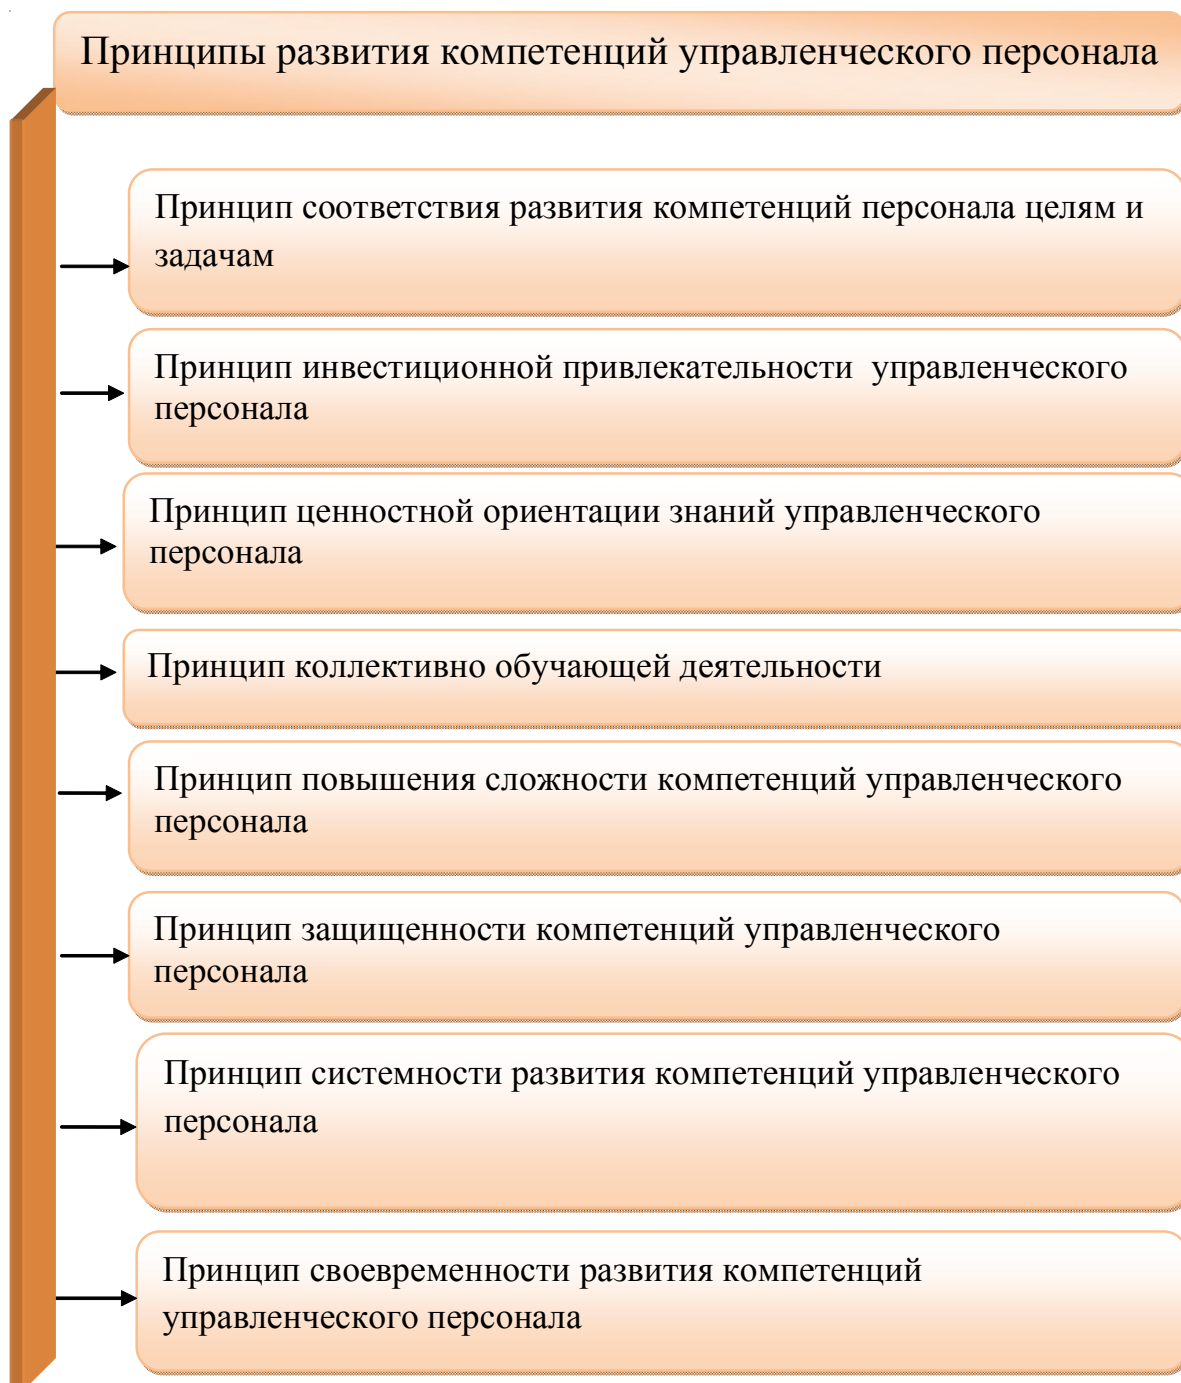 Принципы развития компетенций управленческого персонала
Принцип соответствия развития компетенций персонала целям и
задачам
Принцип инвестиционной привлекательности управленческого
персонала
Принцип ценностной ориентации знаний управленческого
персонала
Принцип коллективно обучающей деятельности
Принцип повышения сложности компетенций управленческого
персонала
Принцип защищенности компетенций управленческого
персонала
Принцип системности развития компетенций управленческого
персонала
Принцип своевременности развития компетенций
управленческого персонала